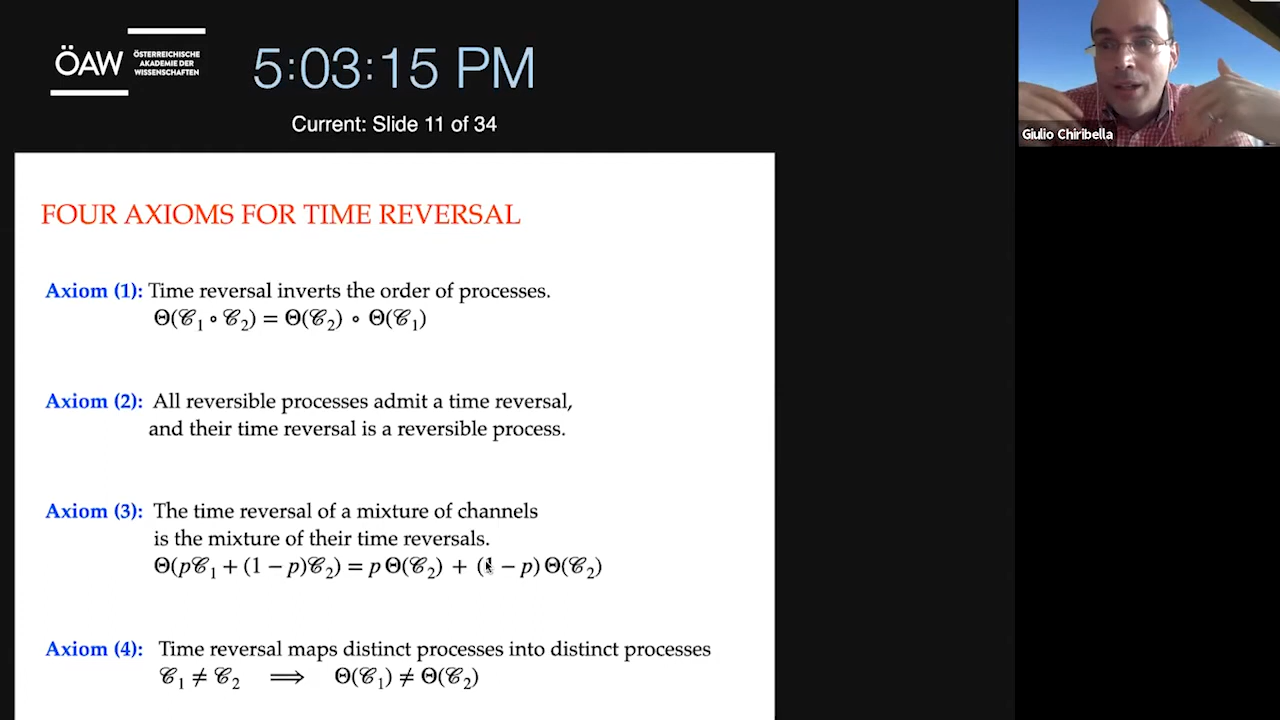 ÖAW
ÖSTERREICHISCHE
AKADEMIE DER
WISSENSCHAFTEN
5:03:15 PM
Current: Slide 11 of 34
Giulio Chiribella
FOUR AXIOMS FOR TIME REVERSAL
Axiom (1): Time reversal inverts the order of processes.
Θ(𝒞₁ ∘ 𝒞₂) = Θ(𝒞₂) ∘ Θ(𝒞₁)
Axiom (2): All reversible processes admit a time reversal,
and their time reversal is a reversible process.
Axiom (3): The time reversal of a mixture of channels
is the mixture of their time reversals.
Θ(p𝒞₁ + (1 − p)𝒞₂) = p Θ(𝒞₂) + (1 − p) Θ(𝒞₂)
Axiom (4): Time reversal maps distinct processes into distinct processes
𝒞₁ ≠ 𝒞₂ ⟹ Θ(𝒞₁) ≠ Θ(𝒞₂)